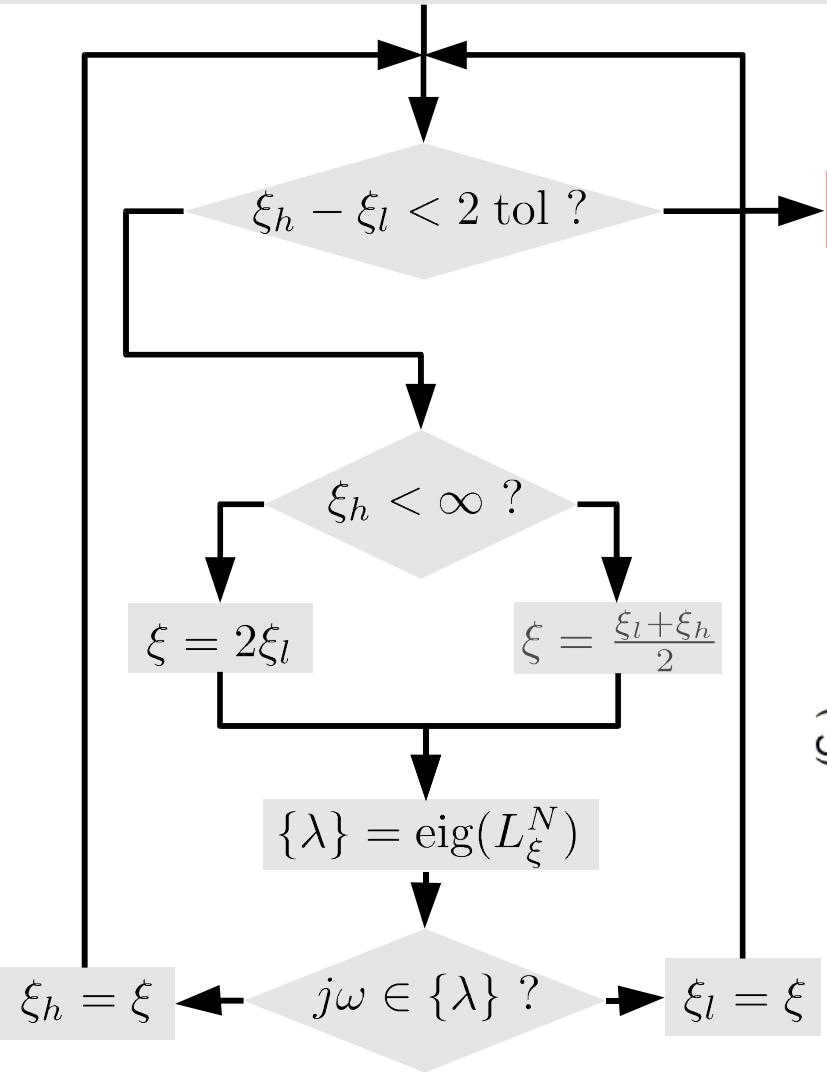 ξ_h − ξ_l < 2 tol ?
ξ_h < ∞ ?
ξ = 2ξ_l
ξ = (ξ_l+ξ_h)/2
{λ} = eig(L_ξ^N)
jω ∈ {λ} ?
ξ_h = ξ
ξ_l = ξ